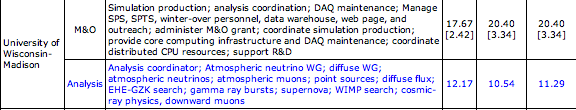 University of
Wisconsin-
Madison
M&O
Simulation production; analysis coordination; DAQ maintenance; Manage
SPS, SPTS, winter-over personnel, data warehouse, web page, and
outreach; administer M&O grant; coordinate simulation production;
provide core computing infrastructure and DAQ maintenance; coordinate
distributed CPU resources; support R&D
17.67
[2.42]
20.40
[3.34]
20.40
[3.34]
Analysis
Analysis coordinator; Atmospheric neutrino WG; diffuse WG;
atmospheric neutrinos; atmospheric muons; point sources; diffuse flux;
EHE-GZK search; gamma ray bursts; supernova; WIMP search; cosmic-
ray physics, downward muons
12.17
10.54
11.29